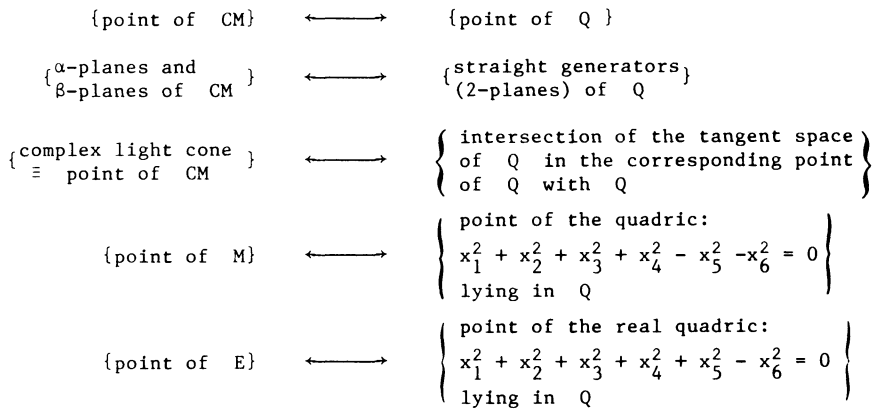 {point of CM} ⟷ {point of Q }
{α-planes and β-planes of CM } ⟷ {straight generators (2-planes) of Q }
{complex light cone ≡ point of CM } ⟷ { intersection of the tangent space
of Q in the corresponding point
of Q with Q }
{point of M} ⟷ { point of the quadric:
x₁² + x₂² + x₃² + x₄² - x₅² -x₆² = 0
lying in Q }
{point of E} ⟷ { point of the real quadric:
x₁² + x₂² + x₃² + x₄² + x₅² - x₆² = 0
lying in Q }